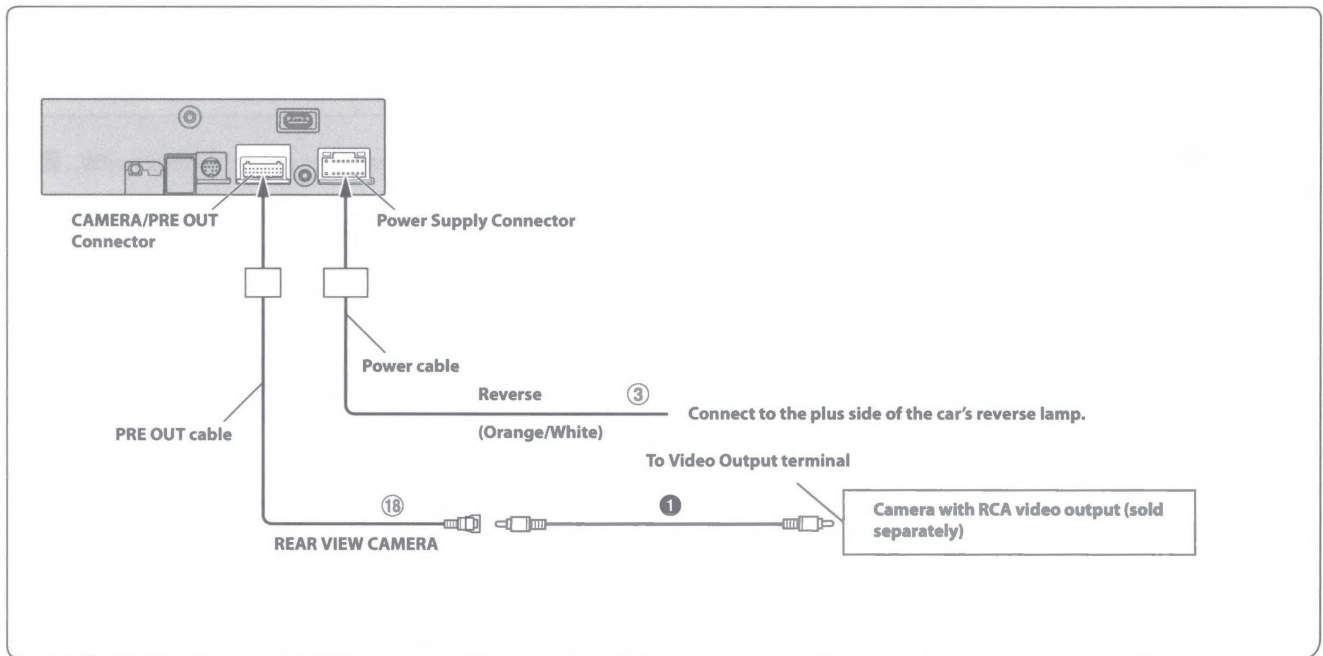 CAMERA/PRE OUT
Connector
Power Supply Connector
Power cable
Reverse
③
Connect to the plus side of the car's reverse lamp.
(Orange/White)
PRE OUT cable
To Video Output terminal
⑱
❶
Camera with RCA video output (sold
separately)
REAR VIEW CAMERA